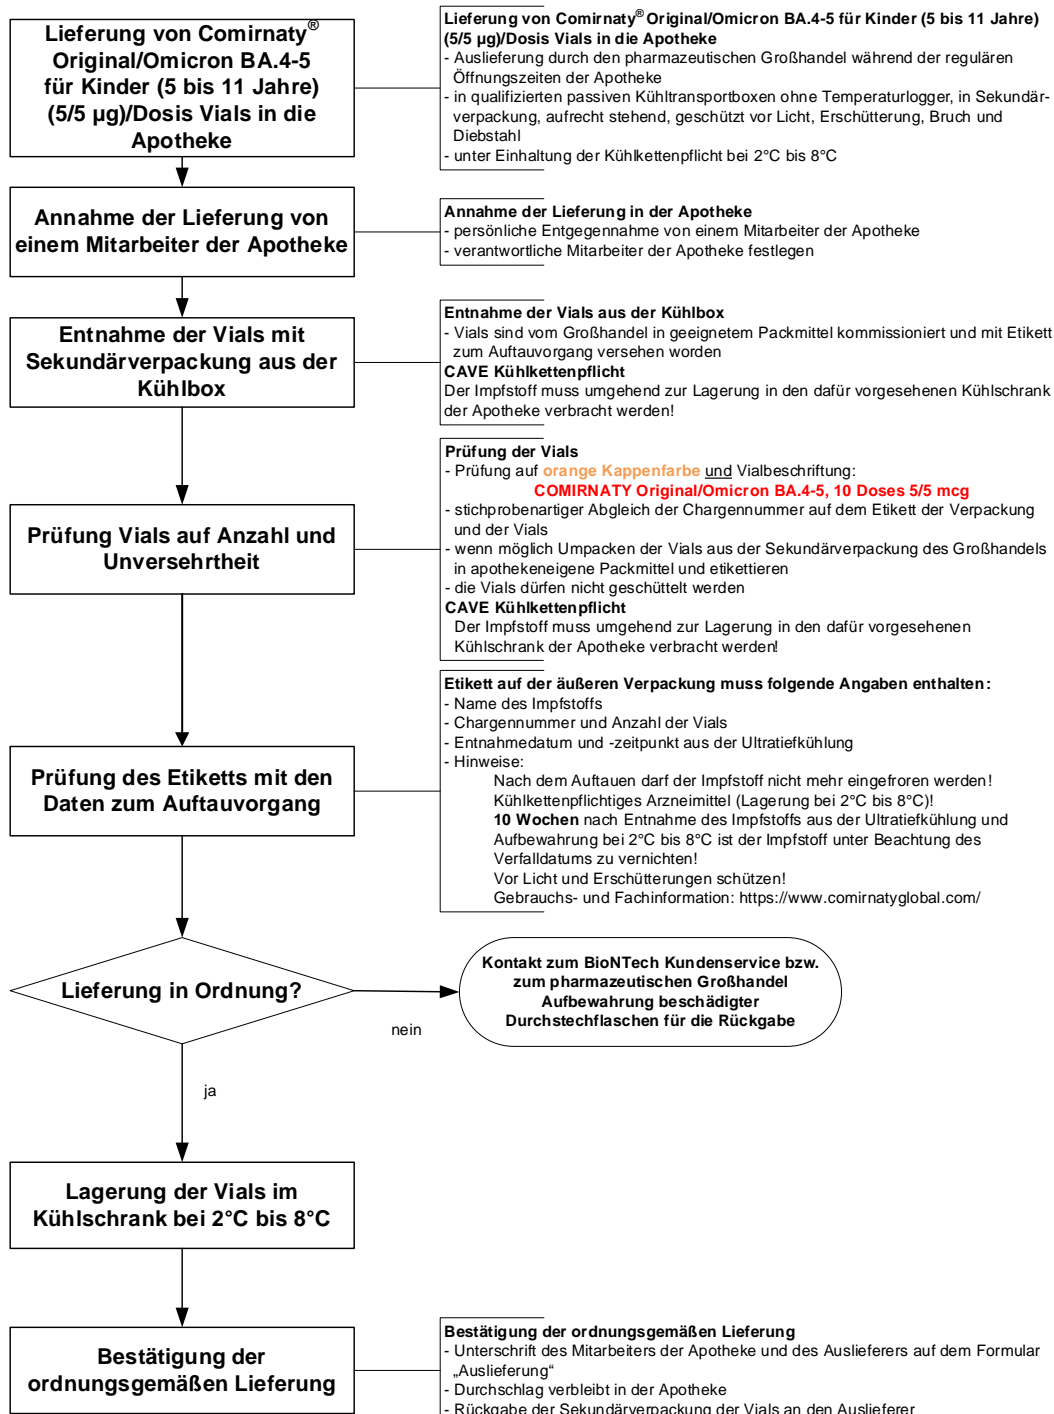 Lieferung von Comirnaty®
Original/Omicron BA.4-5
für Kinder (5 bis 11 Jahre)
(5/5 µg)/Dosis Vials in die
Apotheke
Lieferung von Comirnaty® Original/Omicron BA.4-5 für Kinder (5 bis 11 Jahre)
(5/5 µg)/Dosis Vials in die Apotheke
- Auslieferung durch den pharmazeutischen Großhandel während der regulären
Öffnungszeiten der Apotheke
- in qualifizierten passiven Kühltransportboxen ohne Temperaturlogger, in Sekundär-
verpackung, aufrecht stehend, geschützt vor Licht, Erschütterung, Bruch und
Diebstahl
- unter Einhaltung der Kühlkettenpflicht bei 2°C bis 8°C
Annahme der Lieferung von
einem Mitarbeiter der Apotheke
Annahme der Lieferung in der Apotheke
- persönliche Entgegennahme von einem Mitarbeiter der Apotheke
- verantwortliche Mitarbeiter der Apotheke festlegen
Entnahme der Vials mit
Sekundärverpackung aus der
Kühlbox
Entnahme der Vials aus der Kühlbox
- Vials sind vom Großhandel in geeignetem Packmittel kommissioniert und mit Etikett
zum Auftauvorgang versehen worden
CAVE Kühlkettenpflicht
Der Impfstoff muss umgehend zur Lagerung in den dafür vorgesehenen Kühlschrank
der Apotheke verbracht werden!
Prüfung Vials auf Anzahl und
Unversehrtheit
Prüfung der Vials
- Prüfung auf orange Kappenfarbe und Vialbeschriftung:
COMIRNATY Original/Omicron BA.4-5, 10 Doses 5/5 mcg
- stichprobenartiger Abgleich der Chargennummer auf dem Etikett der Verpackung
und der Vials
- wenn möglich Umpacken der Vials aus der Sekundärverpackung des Großhandels
in apothekeneigene Packmittel und etikettieren
- die Vials dürfen nicht geschüttelt werden
CAVE Kühlkettenpflicht
Der Impfstoff muss umgehend zur Lagerung in den dafür vorgesehenen
Kühlschrank der Apotheke verbracht werden!
Prüfung des Etiketts mit den
Daten zum Auftauvorgang
Etikett auf der äußeren Verpackung muss folgende Angaben enthalten:
- Name des Impfstoffs
- Chargennummer und Anzahl der Vials
- Entnahmedatum und -zeitpunkt aus der Ultratiefkühlung
- Hinweise:
Nach dem Auftauen darf der Impfstoff nicht mehr eingefroren werden!
Kühlkettenpflichtiges Arzneimittel (Lagerung bei 2°C bis 8°C)!
10 Wochen nach Entnahme des Impfstoffs aus der Ultratiefkühlung und
Aufbewahrung bei 2°C bis 8°C ist der Impfstoff unter Beachtung des
Verfalldatums zu vernichten!
Vor Licht und Erschütterungen schützen!
Gebrauchs- und Fachinformation: https://www.comirnatyglobal.com/
Lieferung in Ordnung?
nein
Kontakt zum BioNTech Kundenservice bzw.
zum pharmazeutischen Großhandel
Aufbewahrung beschädigter
Durchstechflaschen für die Rückgabe
ja
Lagerung der Vials im
Kühlschrank bei 2°C bis 8°C
Bestätigung der
ordnungsgemäßen Lieferung
Bestätigung der ordnungsgemäßen Lieferung
- Unterschrift des Mitarbeiters der Apotheke und des Auslieferers auf dem Formular
„Auslieferung“
- Durchschlag verbleibt in der Apotheke
- Rückgabe der Sekundärverpackung der Vials an den Auslieferer